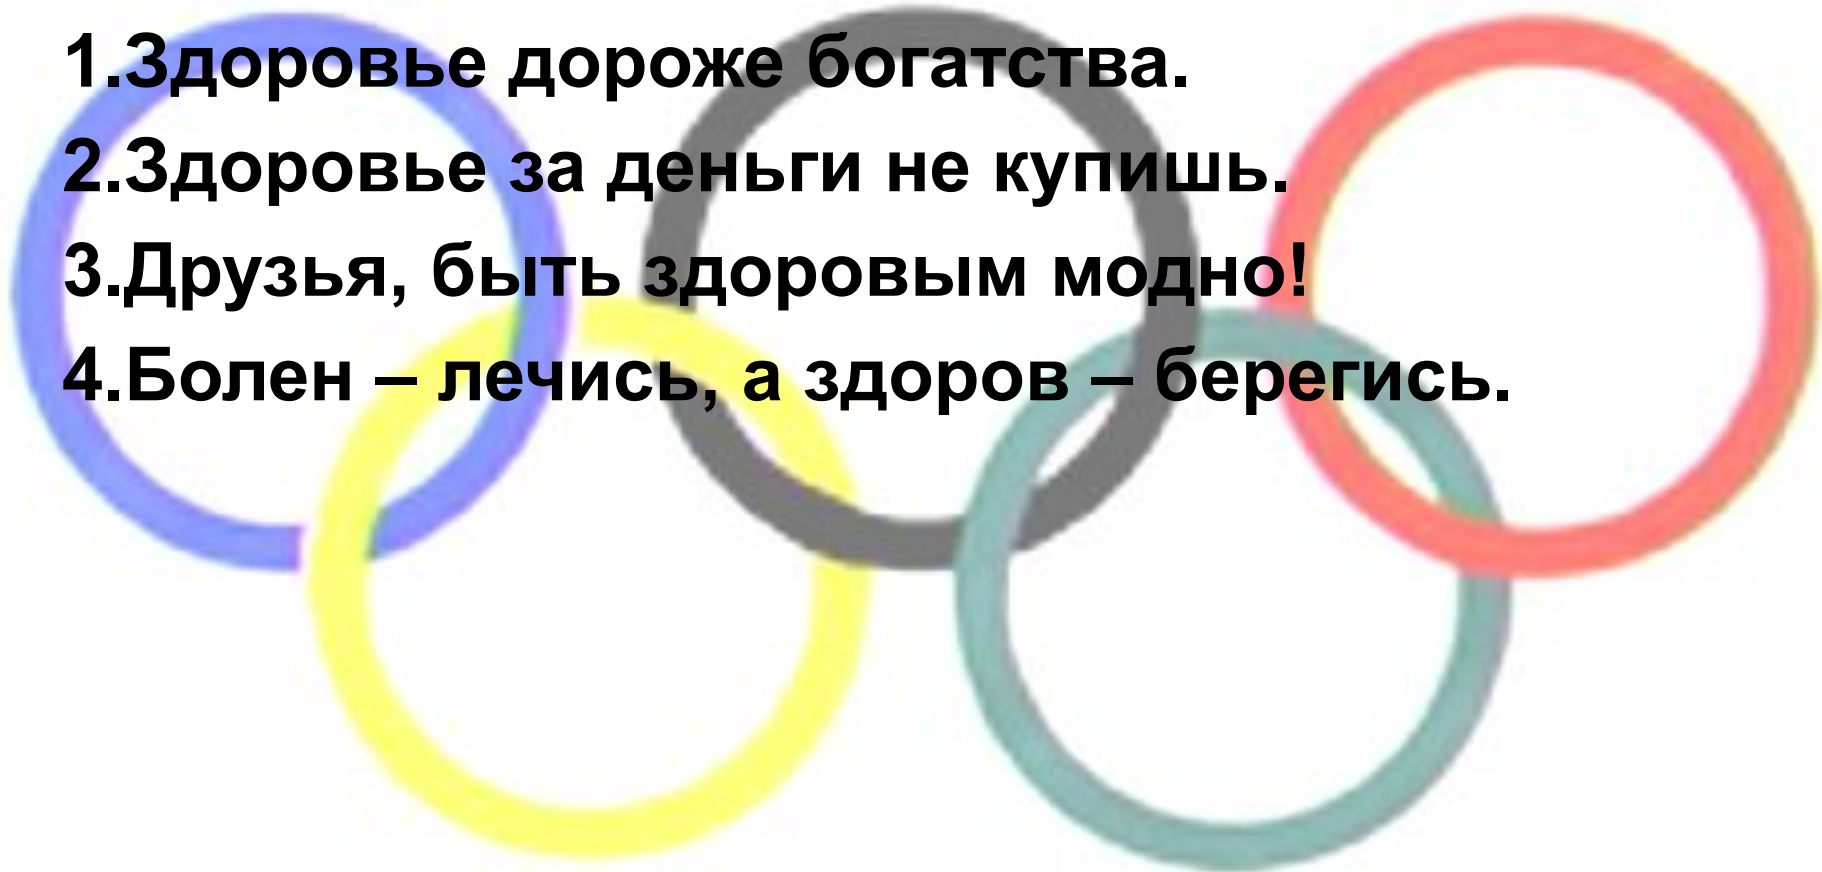 1.Здоровье дороже богатства.
2.Здоровье за деньги не купишь.
3.Друзья, быть здоровым модно!
4.Болен – лечись, а здоров – берегись.